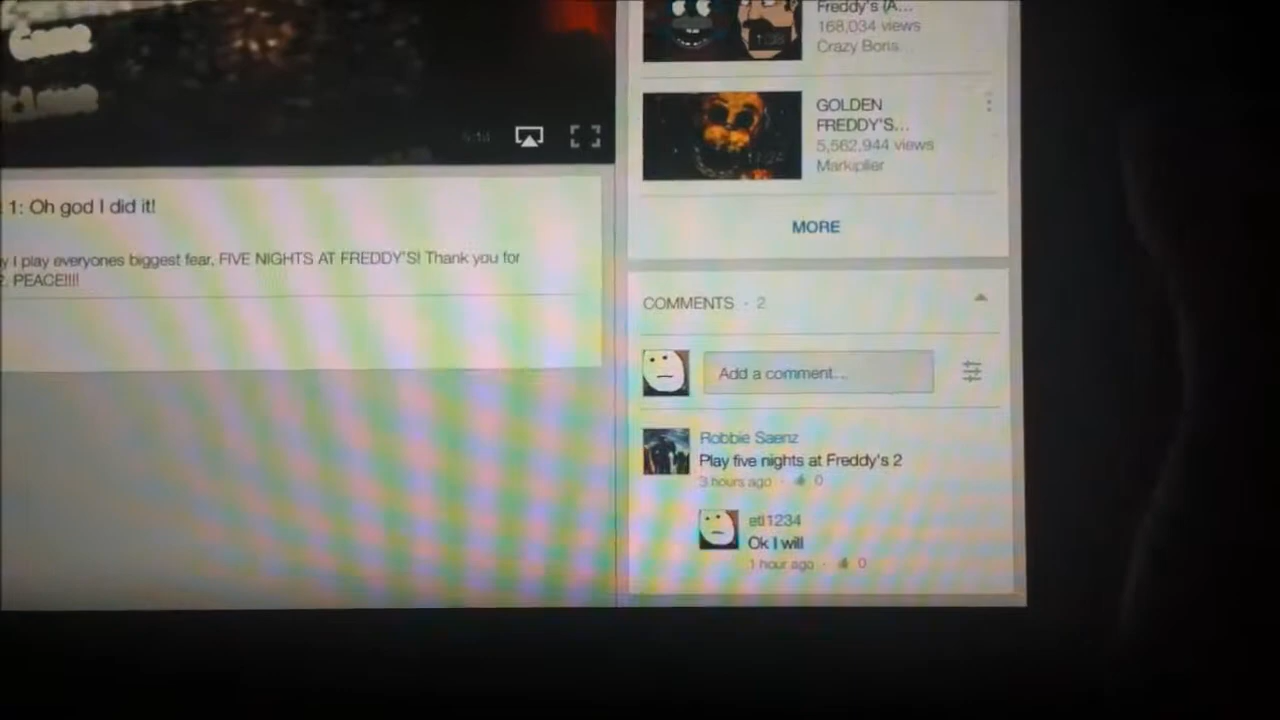 Freddy's (A...
168,034 views
Crazy Boris...
GOLDEN
FREDDY'S...
5,562,944 views
Markiplier
MORE
1: Oh god I did it!
I play everyones biggest fear, FIVE NIGHTS AT FREDDY'S! Thank you for
PEACE!!!!
COMMENTS · 2
Add a comment...
Robbie Saenz
Play five nights at Freddy's 2
3 hours ago · 0
etl1234
Ok I will
1 hour ago · 0